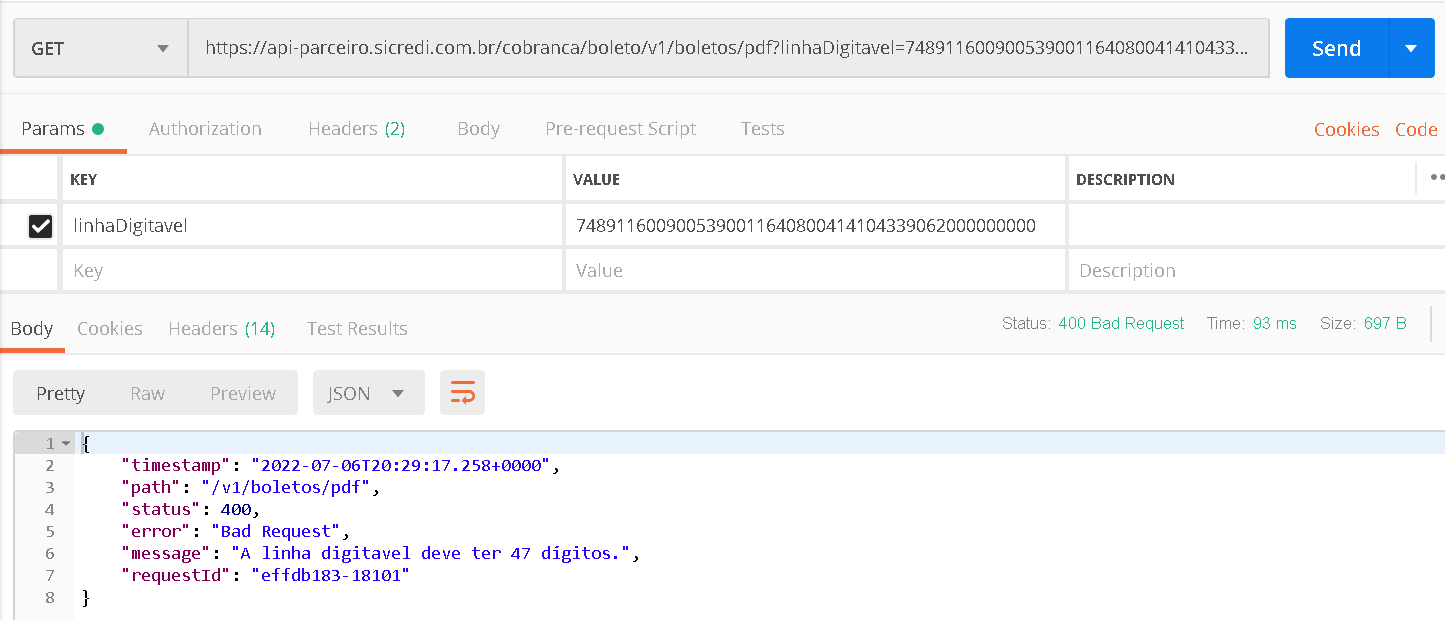 GET
https://api-parceiro.sicredi.com.br/cobranca/boleto/v1/boletos/pdf?linhaDigitavel=748911600900539001164080041410433...
Send
Params
Authorization
Headers (2)
Body
Pre-request Script
Tests
Cookies
Code
KEY
VALUE
DESCRIPTION
linhaDigitavel
7489116009005390011640800414104339062000000000
Key
Value
Description
Body
Cookies
Headers (14)
Test Results
Status: 400 Bad Request
Time: 93 ms
Size: 697 B
Pretty
Raw
Preview
JSON
1 {
2 "timestamp": "2022-07-06T20:29:17.258+0000",
3 "path": "/v1/boletos/pdf",
4 "status": 400,
5 "error": "Bad Request",
6 "message": "A linha digitavel deve ter 47 dígitos.",
7 "requestId": "effdb183-18101"
8 }